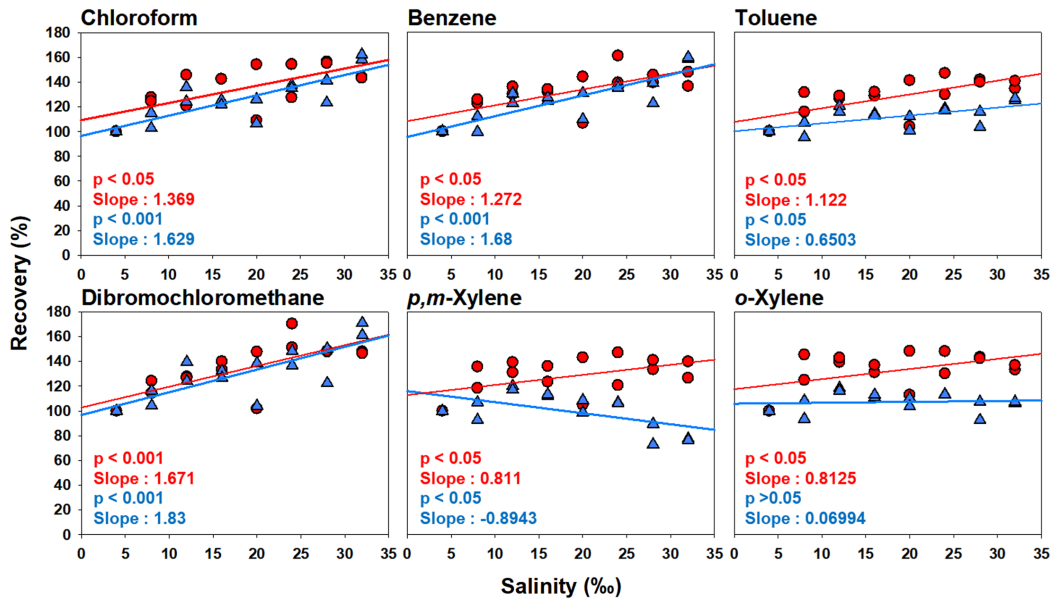 Chloroform
Benzene
Toluene
180
160
140
120
100
80
60
40
20
0
p < 0.05
Slope : 1.369
p < 0.001
Slope : 1.629
p < 0.05
Slope : 1.272
p < 0.001
Slope : 1.68
p < 0.05
Slope : 1.122
p < 0.05
Slope : 0.6503
0 5 10 15 20 25 30 35
0 5 10 15 20 25 30 35
0 5 10 15 20 25 30 35
Recovery (%)
Dibromochloromethane
p,m-Xylene
o-Xylene
180
160
140
120
100
80
60
40
20
0
p < 0.001
Slope : 1.671
p < 0.001
Slope : 1.83
p < 0.05
Slope : 0.811
p < 0.05
Slope : -0.8943
p < 0.05
Slope : 0.8125
p >0.05
Slope : 0.06994
0 5 10 15 20 25 30 35
0 5 10 15 20 25 30 35
0 5 10 15 20 25 30 35
Salinity (‰)